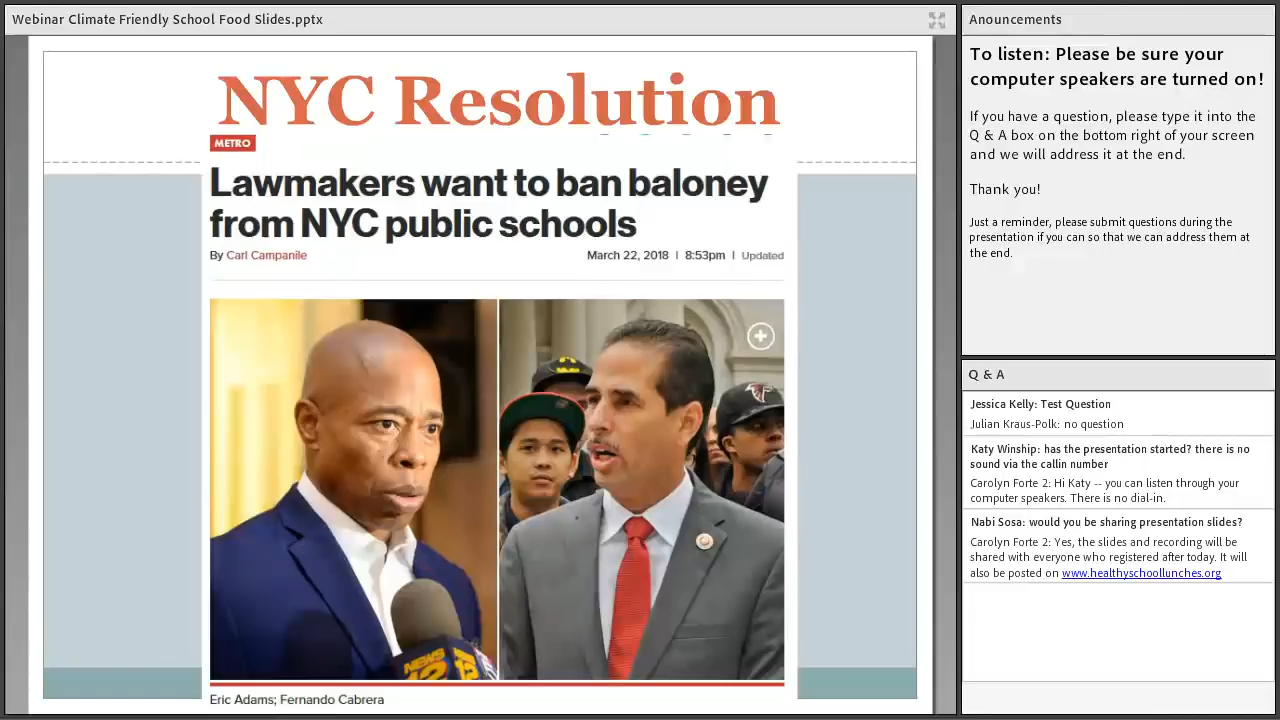 Webinar Climate Friendly School Food Slides.pptx
NYC Resolution
METRO
Lawmakers want to ban baloney
from NYC public schools
By Carl Campanile
March 22, 2018 | 8:53pm | Updated
NEWS
12
12
Eric Adams; Fernando Cabrera
Anouncements
To listen: Please be sure your
computer speakers are turned on!
If you have a question, please type it into the
Q & A box on the bottom right of your screen
and we will address it at the end.
Thank you!
Just a reminder, please submit questions during the
presentation if you can so that we can address them at
the end.
Q & A
Jessica Kelly: Test Question
Julian Kraus-Polk: no question
Katy Winship: has the presentation started? there is no
sound via the callin number
Carolyn Forte 2: Hi Katy -- you can listen through your
computer speakers. There is no dial-in.
Nabi Sosa: would you be sharing presentation slides?
Carolyn Forte 2: Yes, the slides and recording will be
shared with everyone who registered after today. It will
also be posted on www.healthyschoollunches.org